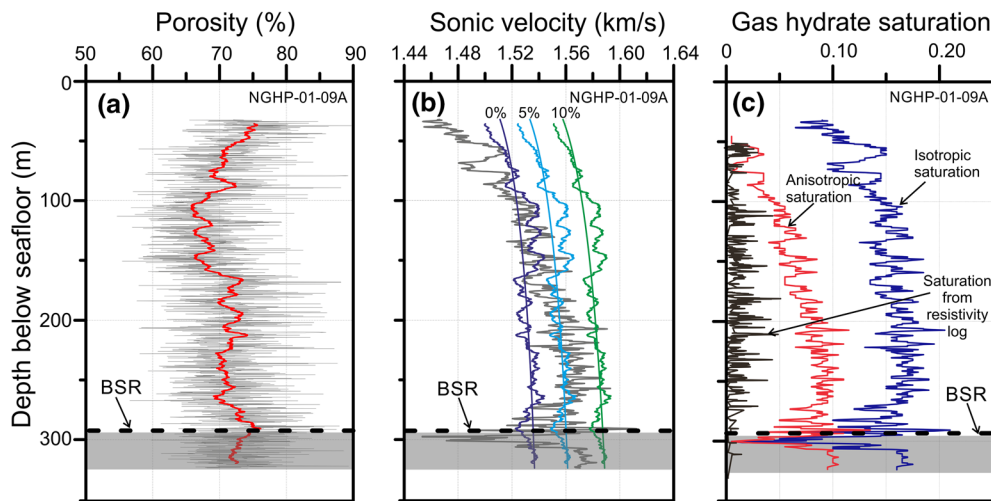 Porosity (%)
50 60 70 80 90
Sonic velocity (km/s)
1.44 1.48 1.52 1.56 1.60 1.64
Gas hydrate saturation
0 0.10 0.20
Depth below seafloor (m)
0
100
200
300
(a)
NGHP-01-09A
BSR
(b)
NGHP-01-09A
0% 5% 10%
BSR
(c)
NGHP-01-09A
Isotropic
saturation
Anisotropic
saturation
Saturation
from
resistivity
log
BSR